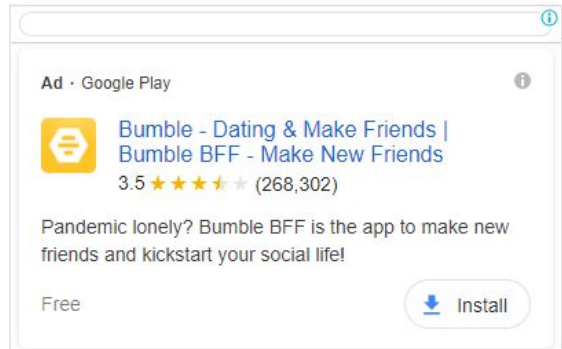 Ad · Google Play
Bumble - Dating & Make Friends |
Bumble BFF - Make New Friends
3.5 ★★★★★ (268,302)
Pandemic lonely? Bumble BFF is the app to make new
friends and kickstart your social life!
Free
Install